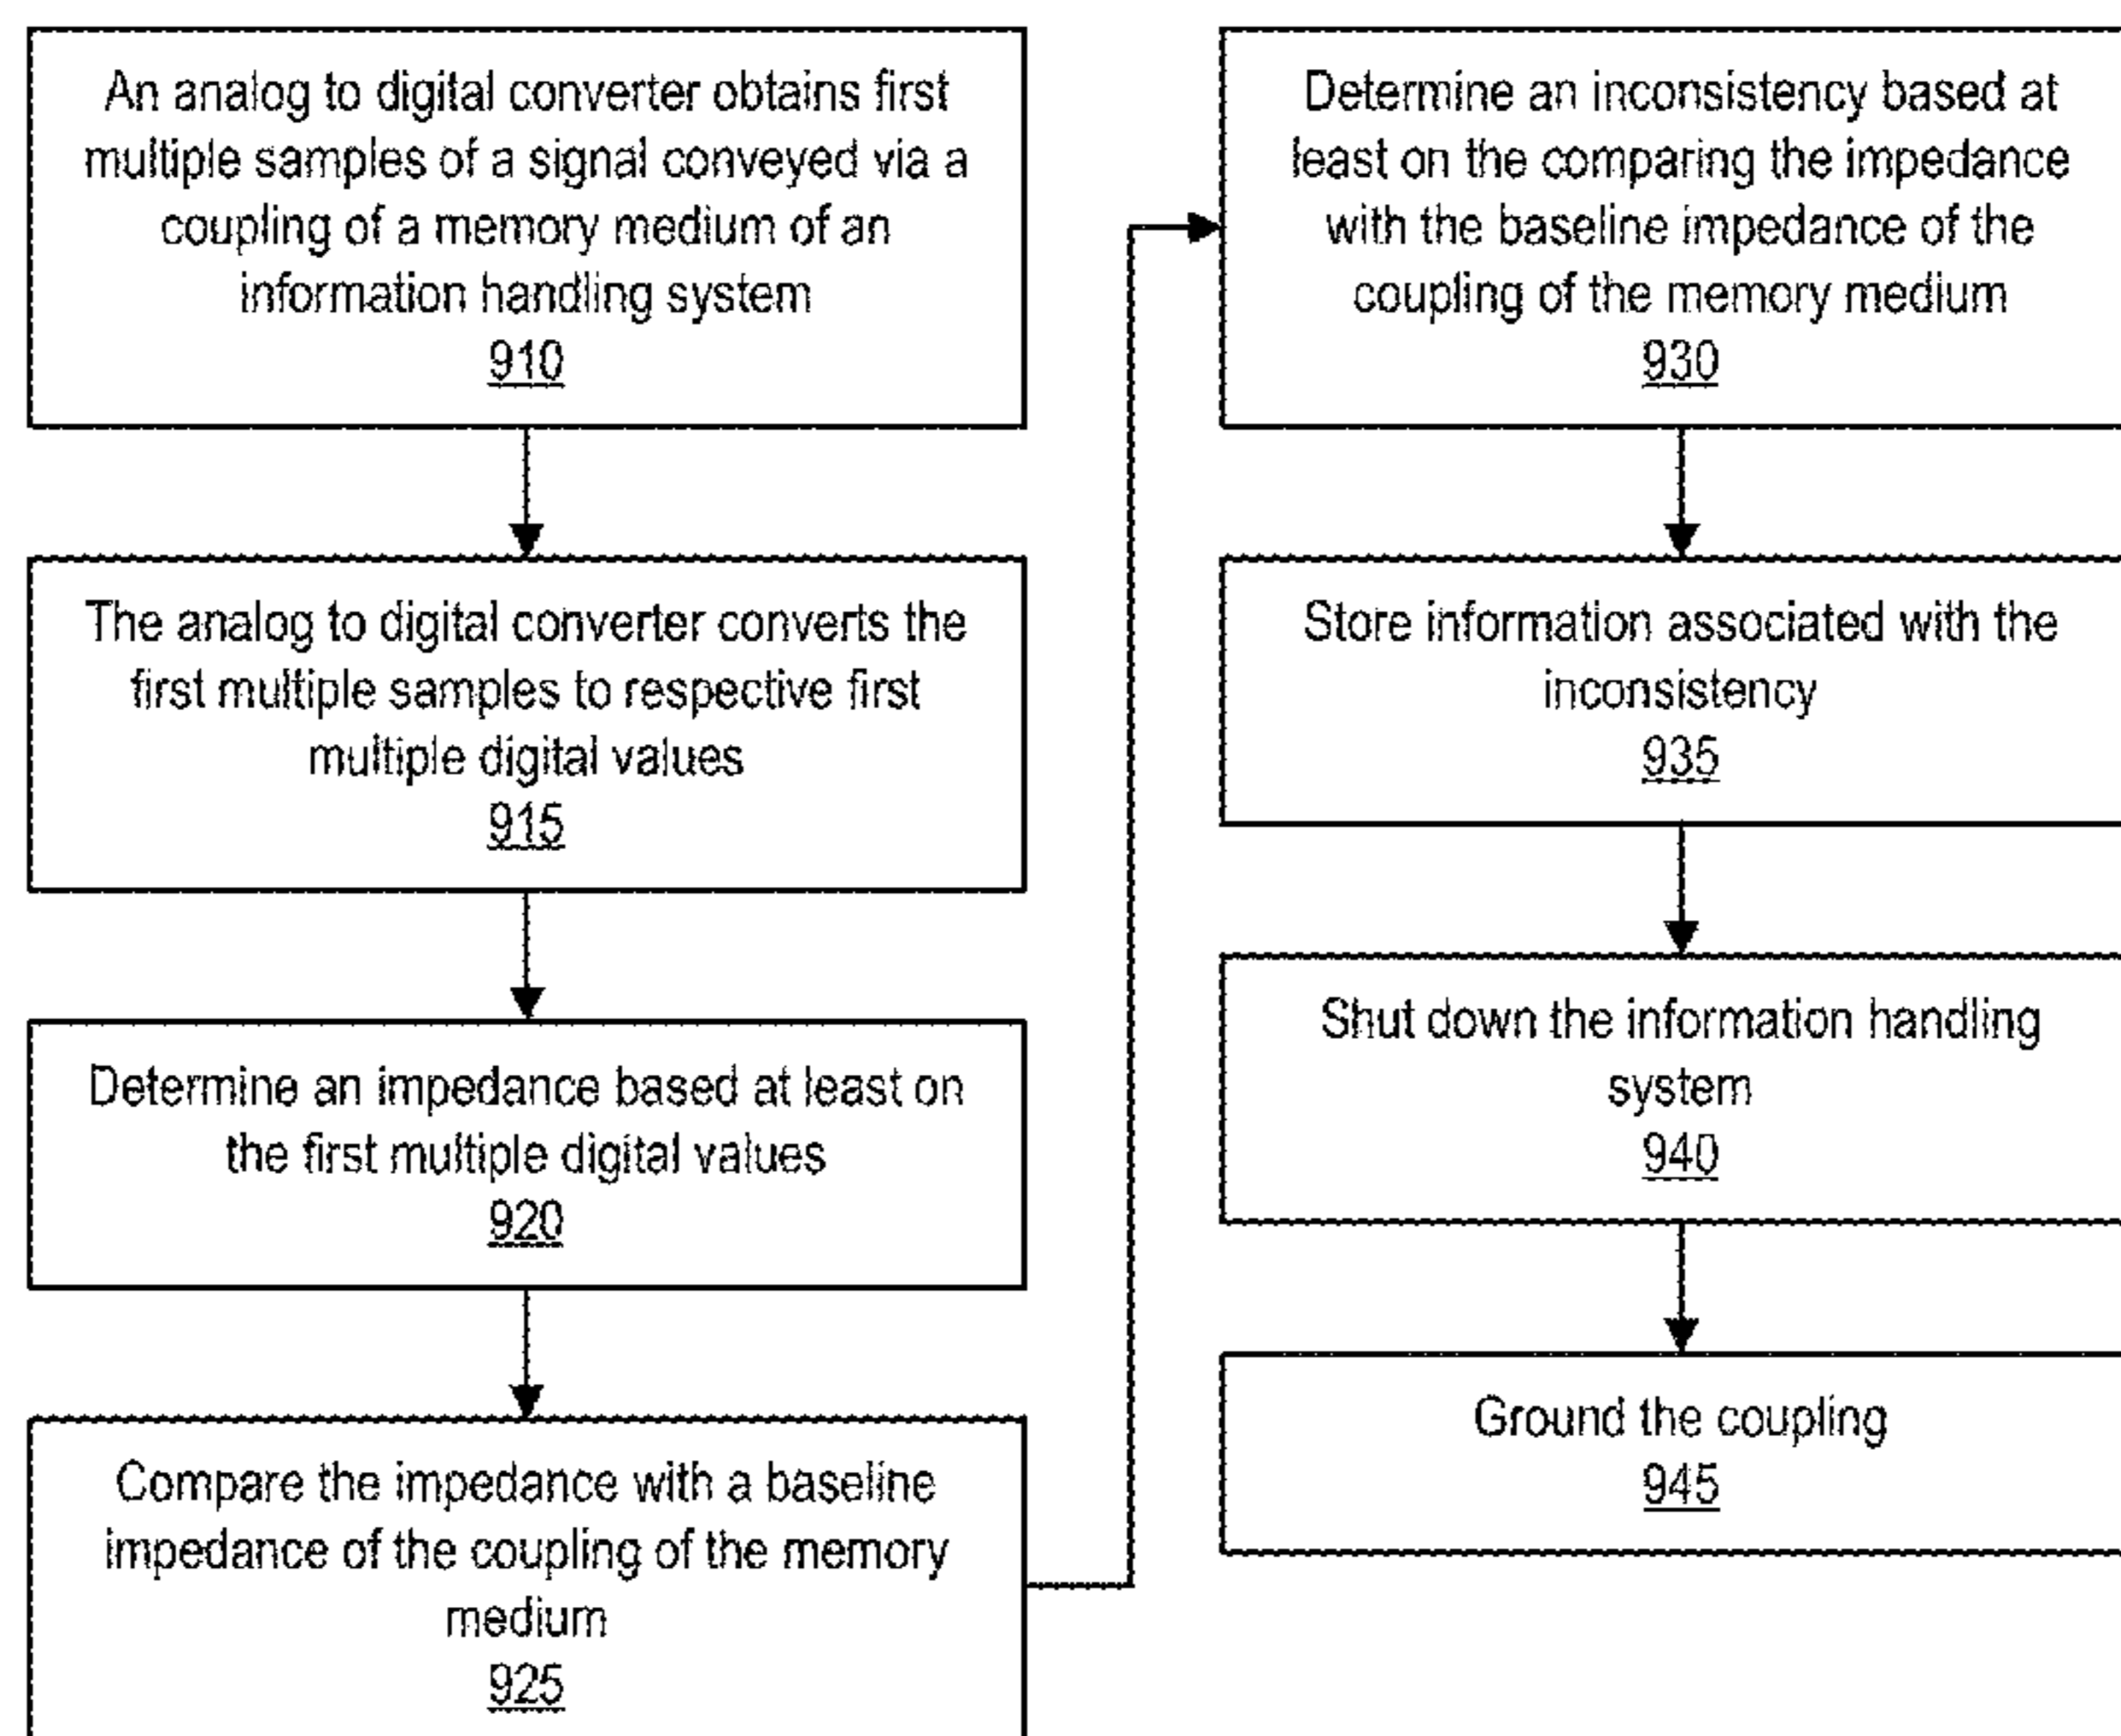 An analog to digital converter obtains first
multiple samples of a signal conveyed via a
coupling of a memory medium of an
information handling system
910
The analog to digital converter converts the
first multiple samples to respective first
multiple digital values
915
Determine an impedance based at least on
the first multiple digital values
920
Compare the impedance with a baseline
impedance of the coupling of the memory
medium
925
Determine an inconsistency based at
least on the comparing the impedance
with the baseline impedance of the
coupling of the memory medium
930
Store information associated with the
inconsistency
935
Shut down the information handling
system
940
Ground the coupling
945